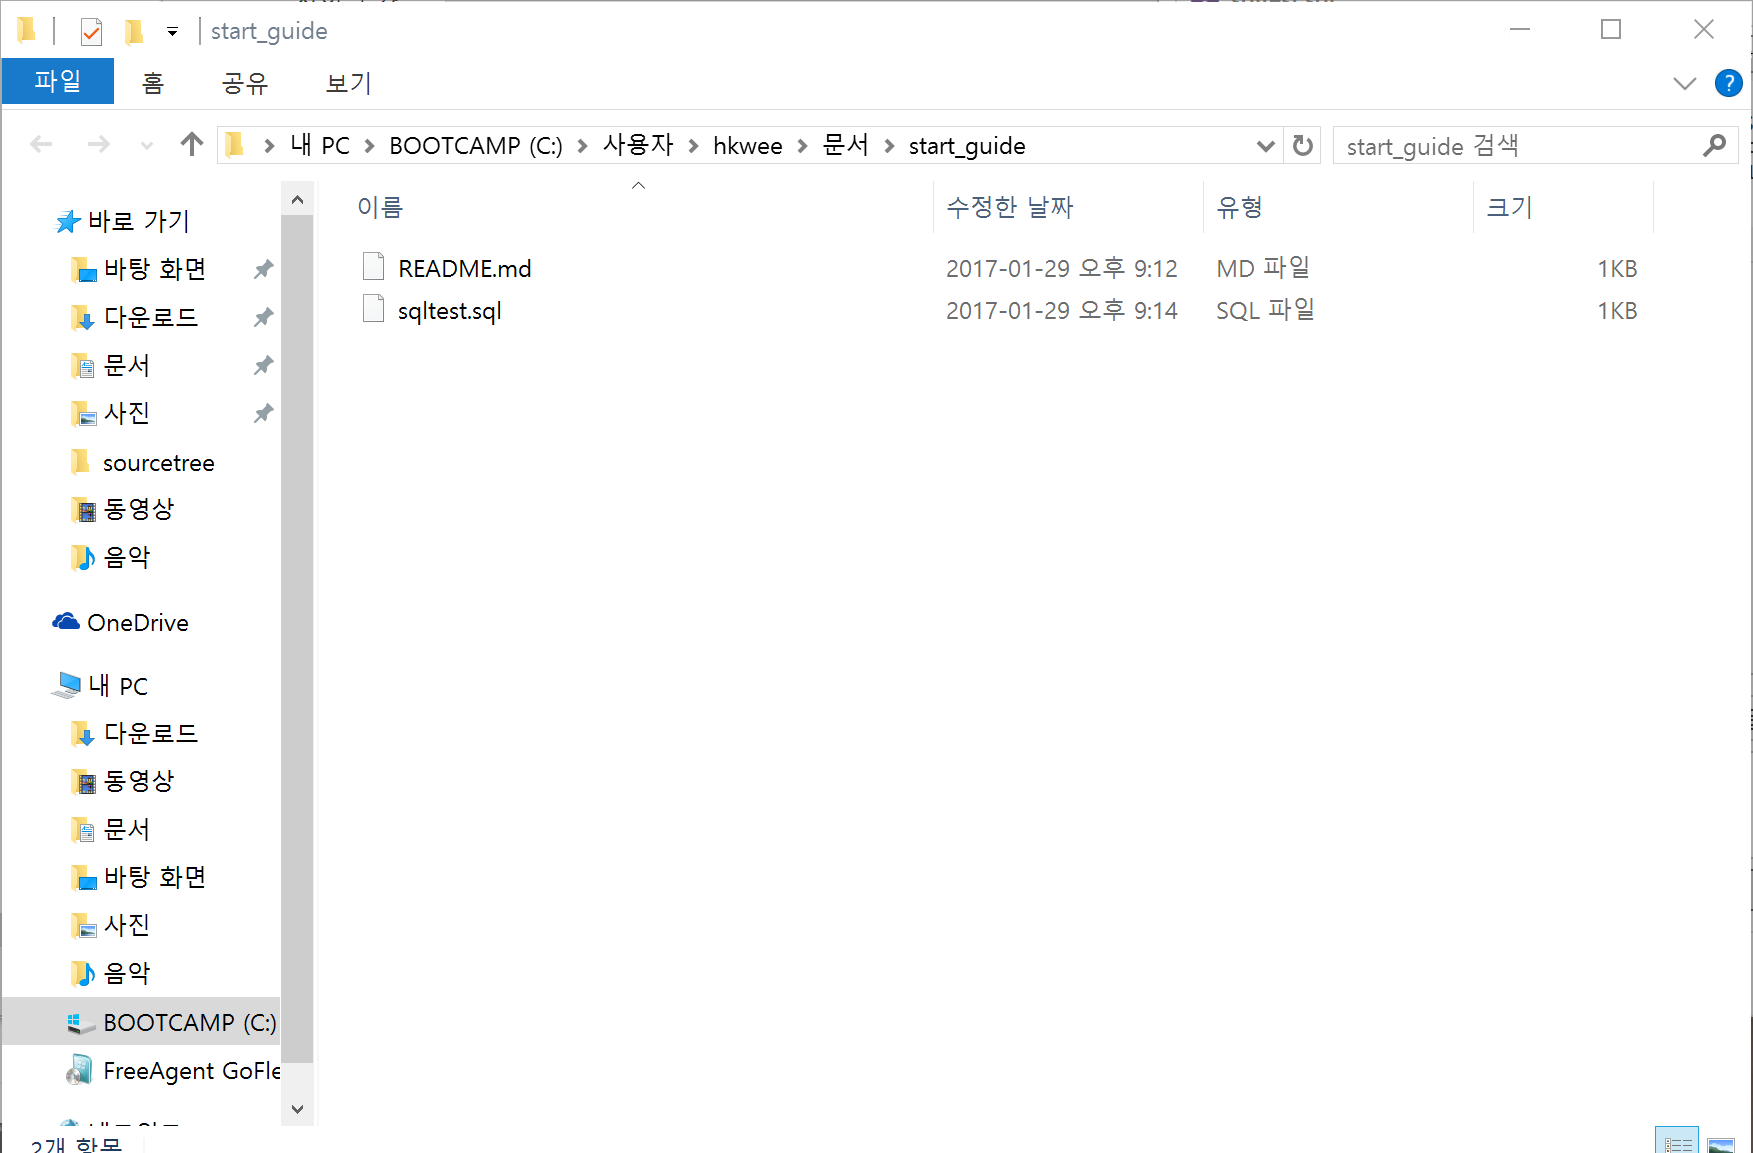 start_guide
파일 홈 공유 보기
내 PC BOOTCAMP (C:) 사용자 hkwee 문서 start_guide
start_guide 검색
바로 가기
바탕 화면
다운로드
문서
사진
sourcetree
동영상
음악
OneDrive
내 PC
다운로드
동영상
문서
바탕 화면
사진
음악
BOOTCAMP (C:)
FreeAgent GoFle
이름 수정한 날짜 유형 크기
README.md 2017-01-29 오후 9:12 MD 파일 1KB
sqltest.sql 2017-01-29 오후 9:14 SQL 파일 1KB
2개 항목